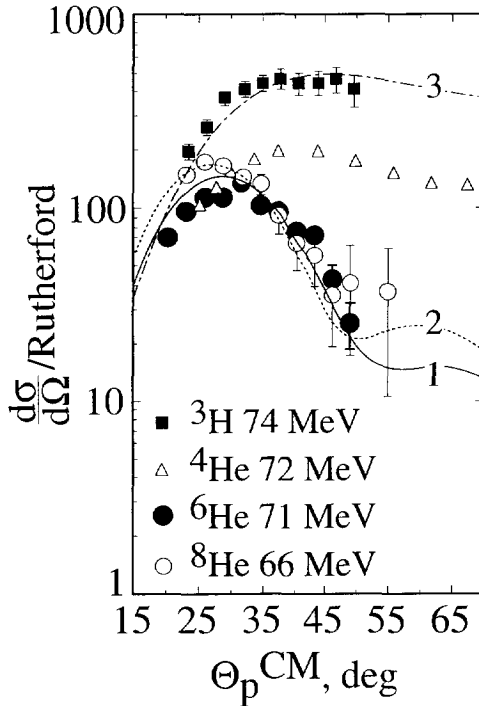 1000
100
10
1
dσ/dΩ/Rutherford
3
2
1
³H 74 MeV
⁴He 72 MeV
⁶He 71 MeV
⁸He 66 MeV
15 25 35 45 55 65
Θp^CM, deg